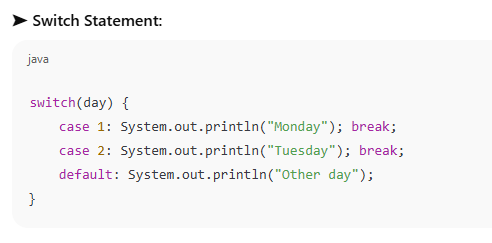 ➤ Switch Statement:
java
switch(day) {
    case 1: System.out.println("Monday"); break;
    case 2: System.out.println("Tuesday"); break;
    default: System.out.println("Other day");
}